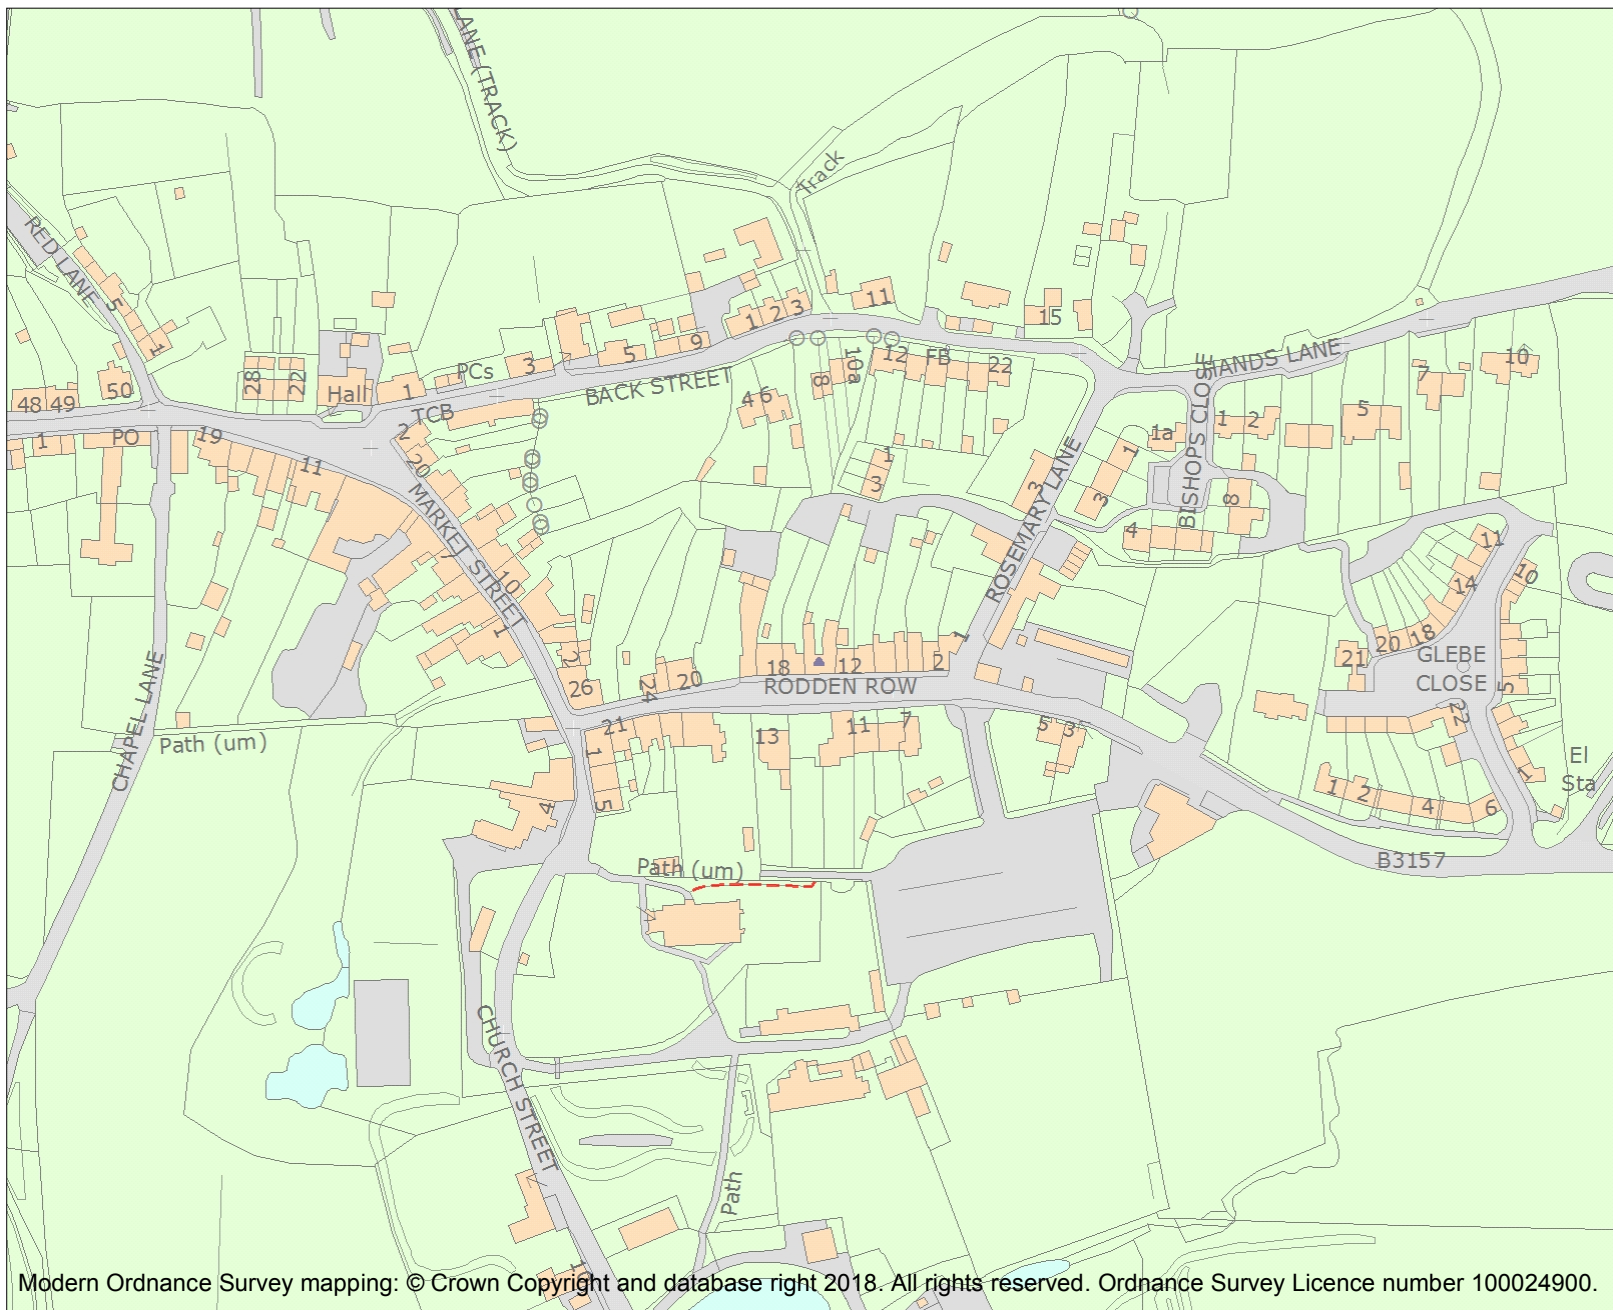 LANE (TRACK)
Track
RED LANE
5
1
48 49
50
28
22
Hall
1
PCs
3
5
9
1 2 3
11
15
BACK STREET
TCB
4 6
8
10a
12
FB
22
HANDS LANE
BISHOPS CLOSE
7
10
5
1 2
1a
1
3
8
4
1
PO
19
11
2
20
MARKET STREET
10
1
1
3
3
ROSEMARY LANE
1
2
26
24
20
18
12
2
RODDEN ROW
21
1
5
4
13
11
7
5
3
11
10
14
18
20
21
GLEBE
CLOSE
5
22
1
1
2
4
6
El
Sta
B3157
CHAPEL LANE
Path (um)
Path (um)
CHURCH STREET
Path
10
Modern Ordnance Survey mapping: © Crown Copyright and database right 2018. All rights reserved. Ordnance Survey Licence number 100024900.